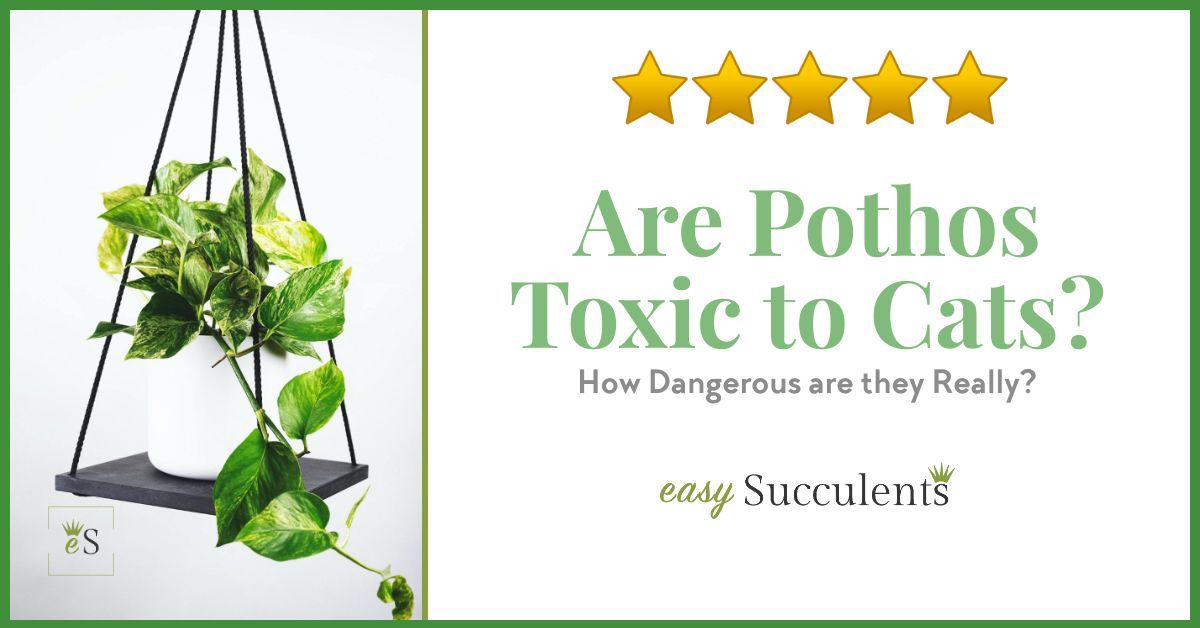 Are Pothos
Toxic to Cats?
How Dangerous are they Really?
easy Succulents
eS